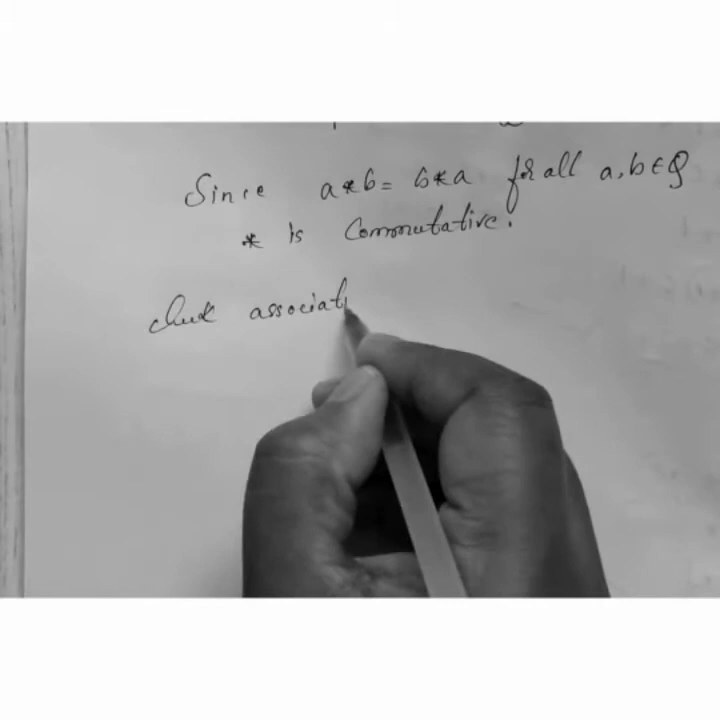 Since a*b = b*a for all a, b ∈ Q
* is Commutative.
check associati